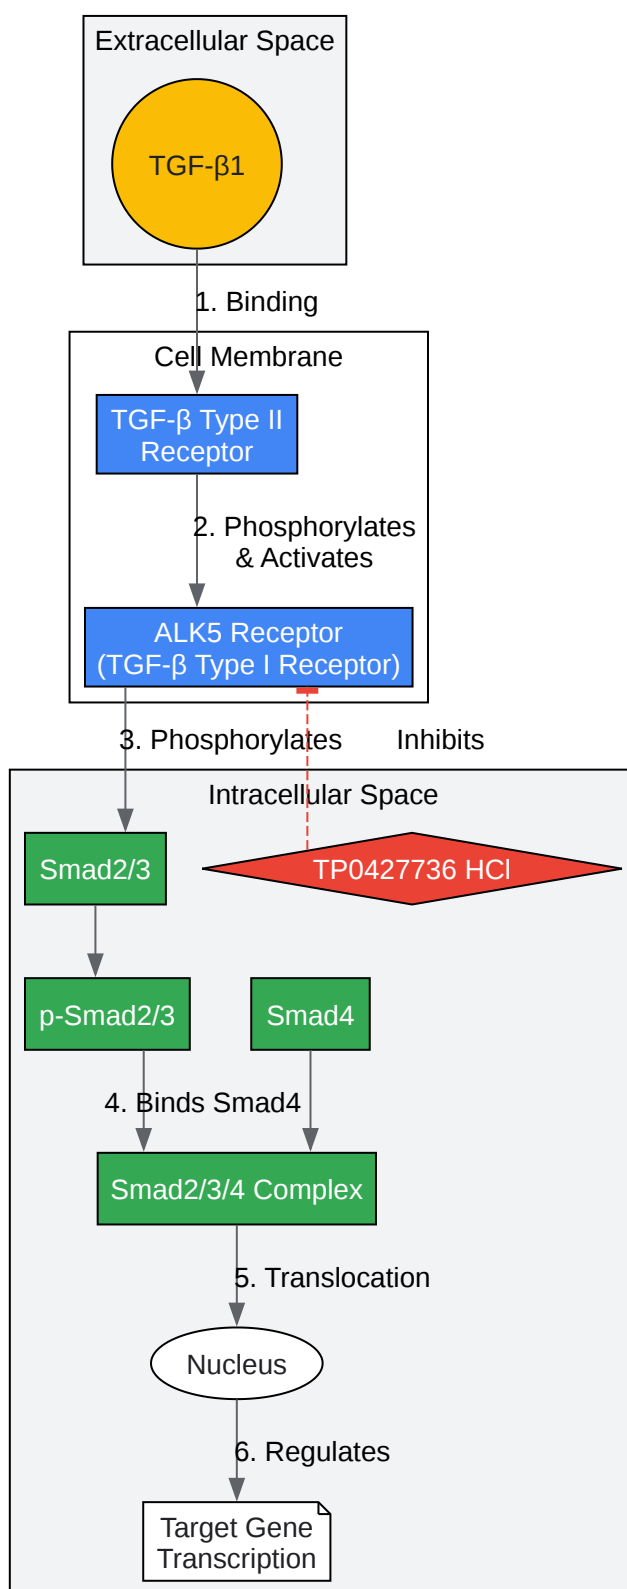 Extracellular Space
TGF-β1
1. Binding
Cell Membrane
TGF-β Type II
Receptor
2. Phosphorylates
& Activates
ALK5 Receptor
(TGF-β Type I Receptor)
3. Phosphorylates
Inhibits
Intracellular Space
Smad2/3
TP0427736 HCl
p-Smad2/3
Smad4
4. Binds Smad4
Smad2/3/4 Complex
5. Translocation
Nucleus
6. Regulates
Target Gene
Transcription